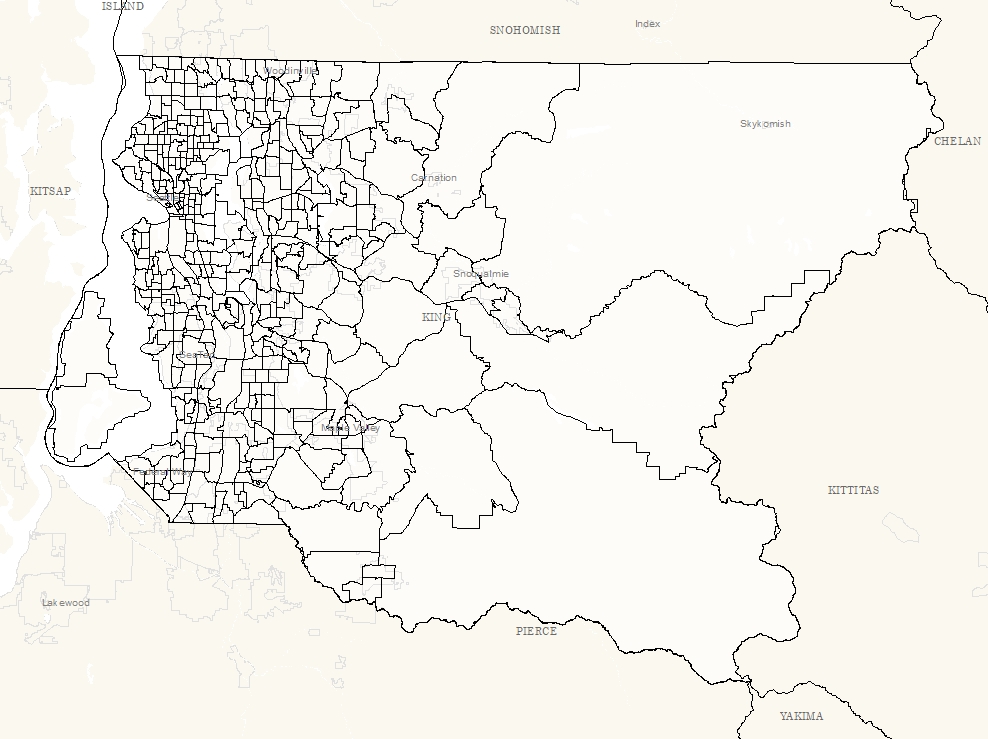 ISLAND
Index
SNOHOMISH
Woodinville
Skykomish
CHELAN
Carnation
KITSAP
Seattle
Snoqualmie
KING
SeaTac
Maple Valley
Federal Way
KITTITAS
Lakewood
PIERCE
YAKIMA